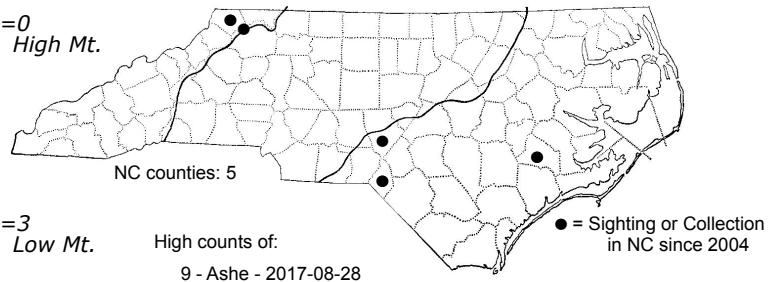 =0
High Mt.
NC counties: 5
=3
Low Mt.
High counts of:
9 - Ashe - 2017-08-28
● = Sighting or Collection
in NC since 2004